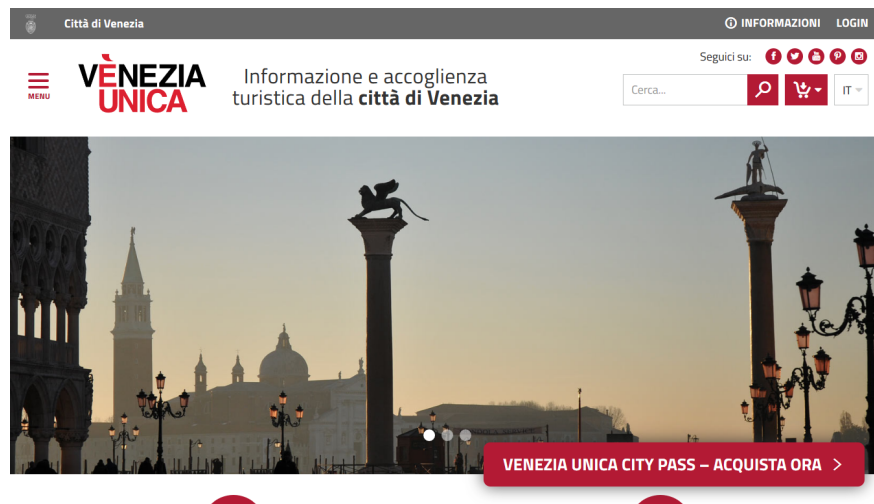 Città di Venezia
INFORMAZIONI LOGIN
Seguici su:
MENU
VÈNEZIA
UNICA
Informazione e accoglienza
turistica della città di Venezia
Cerca...
IT
VENEZIA UNICA CITY PASS – ACQUISTA ORA